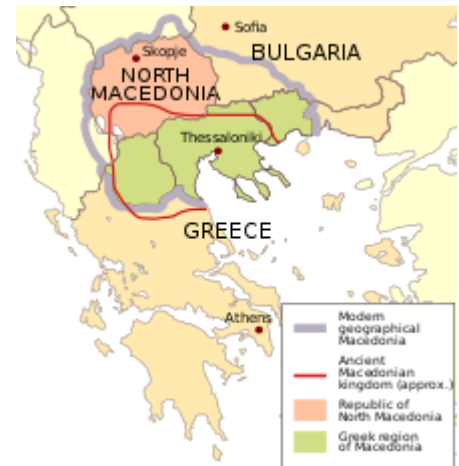 Sofia
BULGARIA
Skopje
NORTH
MACEDONIA
Thessaloniki
GREECE
Athens
Modern
geographical
Macedonia
Ancient
Macedonian
kingdom (approx.)
Republic of
North Macedonia
Greek region
of Macedonia